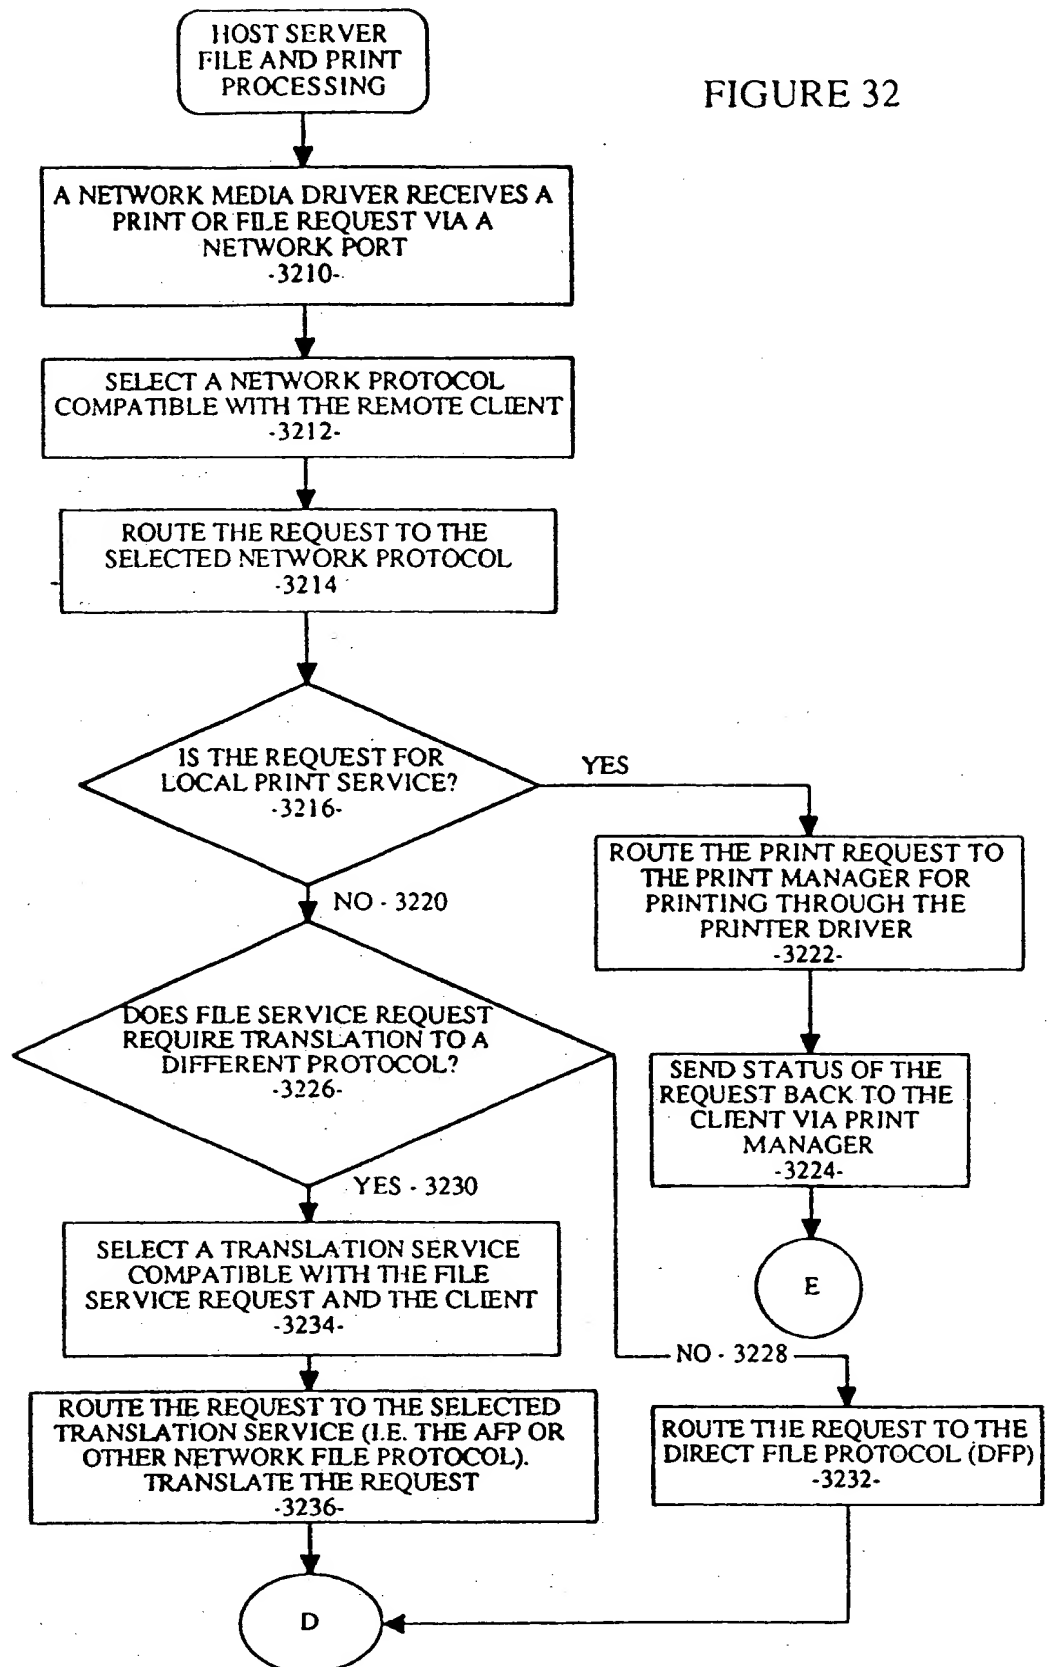 HOST SERVER
FILE AND PRINT
PROCESSING
FIGURE 32
A NETWORK MEDIA DRIVER RECEIVES A
PRINT OR FILE REQUEST VIA A
NETWORK PORT
-3210-
SELECT A NETWORK PROTOCOL
COMPATIBLE WITH THE REMOTE CLIENT
-3212-
ROUTE THE REQUEST TO THE
SELECTED NETWORK PROTOCOL
-3214
IS THE REQUEST FOR
LOCAL PRINT SERVICE?
-3216-
YES
ROUTE THE PRINT REQUEST TO
THE PRINT MANAGER FOR
PRINTING THROUGH THE
PRINTER DRIVER
-3222-
NO - 3220
DOES FILE SERVICE REQUEST
REQUIRE TRANSLATION TO A
DIFFERENT PROTOCOL?
-3226-
SEND STATUS OF THE
REQUEST BACK TO THE
CLIENT VIA PRINT
MANAGER
-3224-
YES - 3230
SELECT A TRANSLATION SERVICE
COMPATIBLE WITH THE FILE
SERVICE REQUEST AND THE CLIENT
-3234-
E
NO - 3228
ROUTE THE REQUEST TO THE SELECTED
TRANSLATION SERVICE (I.E. THE AFP OR
OTHER NETWORK FILE PROTOCOL).
TRANSLATE THE REQUEST
-3236-
ROUTE THE REQUEST TO THE
DIRECT FILE PROTOCOL (DFP)
-3232-
D